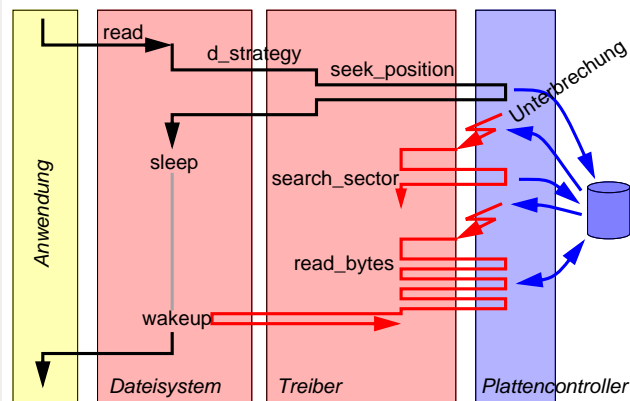 read
d_strategy
seek_position
Unterbrechung
sleep
search_sector
Anwendung
read_bytes
wakeup
Dateisystem
Treiber
Plattencontroller